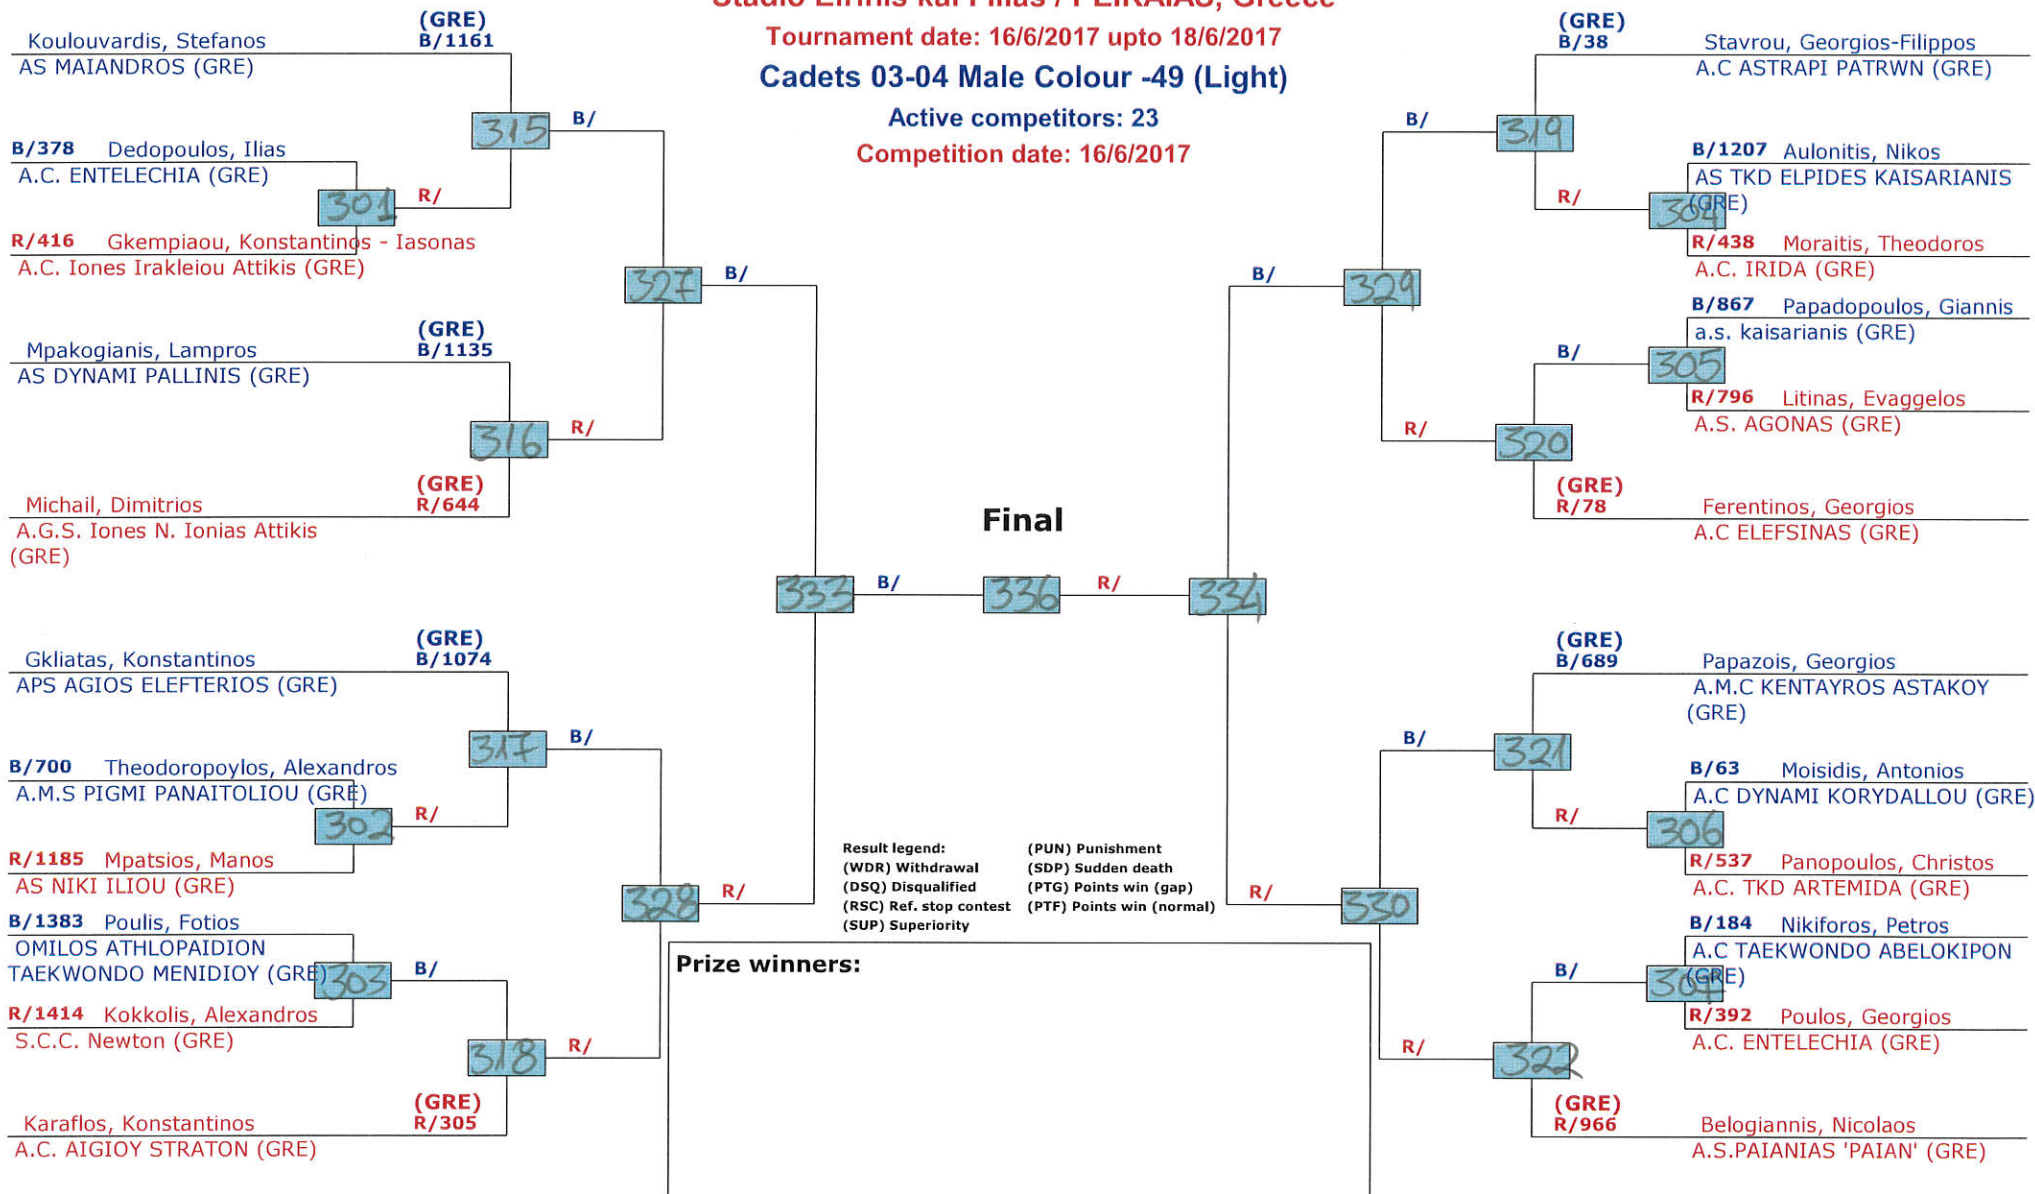 Stadio Eirinis kai Filias / PEIRAIAS, Greece
Tournament date: 16/6/2017 upto 18/6/2017
Cadets 03-04 Male Colour -49 (Light)
Active competitors: 23
Competition date: 16/6/2017
(GRE)
Koulouvardis, Stefanos B/1161
AS MAIANDROS (GRE)
315 B/
B/378 Dedopoulos, Ilias
A.C. ENTELECHIA (GRE)
301 R/
R/416 Gkempiaou, Konstantinos - Iasonas
A.C. Iones Irakleiou Attikis (GRE)
327 B/
(GRE)
Mpakogianis, Lampros B/1135
AS DYNAMI PALLINIS (GRE)
316 R/
(GRE)
Michail, Dimitrios R/644
A.G.S. Iones N. Ionias Attikis
(GRE)
333 B/
(GRE)
Gkliatas, Konstantinos B/1074
APS AGIOS ELEFTERIOS (GRE)
317 B/
B/700 Theodoropoylos, Alexandros
A.M.S PIGMI PANAITOLIOU (GRE)
302 R/
R/1185 Mpatsios, Manos
AS NIKI ILIOU (GRE)
328 R/
B/1383 Poulis, Fotios
OMILOS ATHLOPAIDION
TAEKWONDO MENIDIOY (GRE)
303 B/
R/1414 Kokkolis, Alexandros
S.C.C. Newton (GRE)
318 R/
(GRE)
Karaflos, Konstantinos R/305
A.C. AIGIOY STRATON (GRE)
Final
336
(GRE)
B/38 Stavrou, Georgios-Filippos
A.C ASTRAPI PATRWN (GRE)
B/ 319
B/1207 Aulonitis, Nikos
AS TKD ELPIDES KAISARIANIS
(GRE)
R/ 304
R/438 Moraitis, Theodoros
A.C. IRIDA (GRE)
B/ 329
B/867 Papadopoulos, Giannis
a.s. kaisarianis (GRE)
B/ 305
R/796 Litinas, Evaggelos
A.S. AGONAS (GRE)
R/ 320
(GRE)
R/78 Ferentinos, Georgios
A.C ELEFSINAS (GRE)
R/ 334
(GRE)
B/689 Papazois, Georgios
A.M.C KENTAYROS ASTAKOY
(GRE)
B/ 321
B/63 Moisidis, Antonios
A.C DYNAMI KORYDALLOU (GRE)
R/ 306
R/537 Panopoulos, Christos
A.C. TKD ARTEMIDA (GRE)
R/ 330
B/184 Nikiforos, Petros
A.C TAEKWONDO ABELOKIPON
(GRE)
B/ 307
R/392 Poulos, Georgios
A.C. ENTELECHIA (GRE)
R/ 322
(GRE)
R/966 Belogiannis, Nicolaos
A.S.PAIANIAS 'PAIAN' (GRE)
Result legend: (PUN) Punishment
(WDR) Withdrawal (SDP) Sudden death
(DSQ) Disqualified (PTG) Points win (gap)
(RSC) Ref. stop contest (PTF) Points win (normal)
(SUP) Superiority
Prize winners: